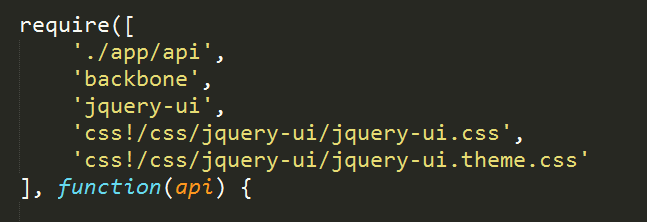 require([
    './app/api',
    'backbone',
    'jquery-ui',
    'css!/css/jquery-ui/jquery-ui.css',
    'css!/css/jquery-ui/jquery-ui.theme.css'
], function(api) {